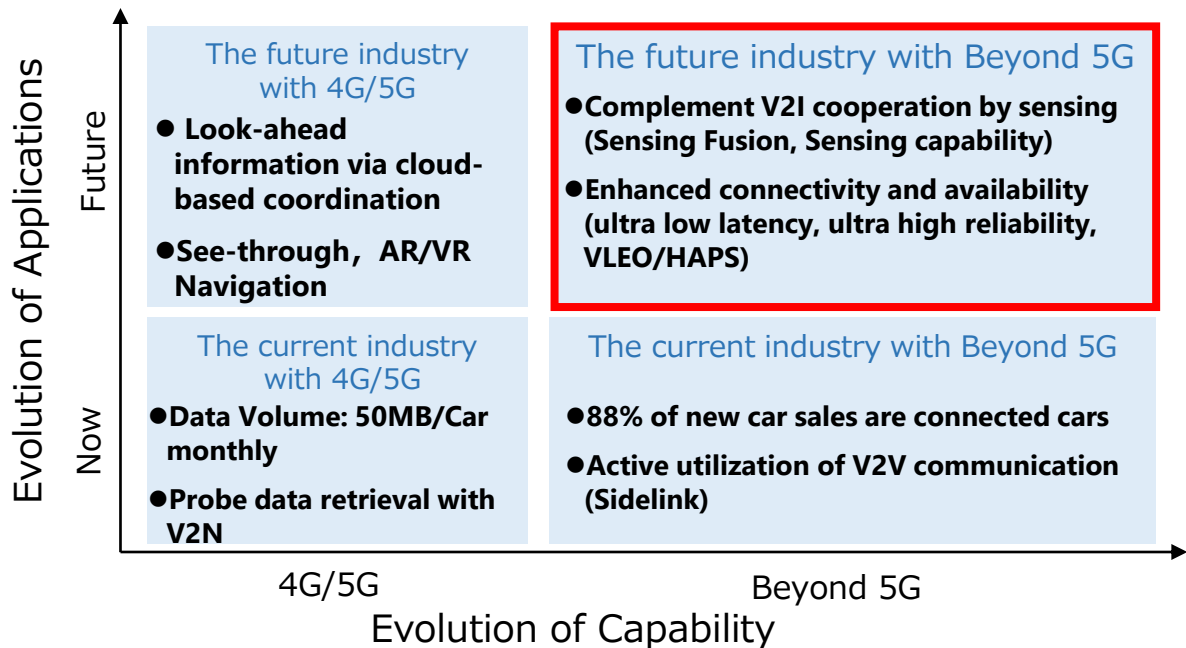 Evolution of Applications
Future
Now
The future industry
with 4G/5G
● Look-ahead
information via cloud-
based coordination
●See-through, AR/VR
Navigation
The future industry with Beyond 5G
●Complement V2I cooperation by sensing
(Sensing Fusion, Sensing capability)
●Enhanced connectivity and availability
(ultra low latency, ultra high reliability,
VLEO/HAPS)
The current industry
with 4G/5G
●Data Volume: 50MB/Car
monthly
●Probe data retrieval with
V2N
The current industry with Beyond 5G
●88% of new car sales are connected cars
●Active utilization of V2V communication
(Sidelink)
4G/5G
Beyond 5G
Evolution of Capability